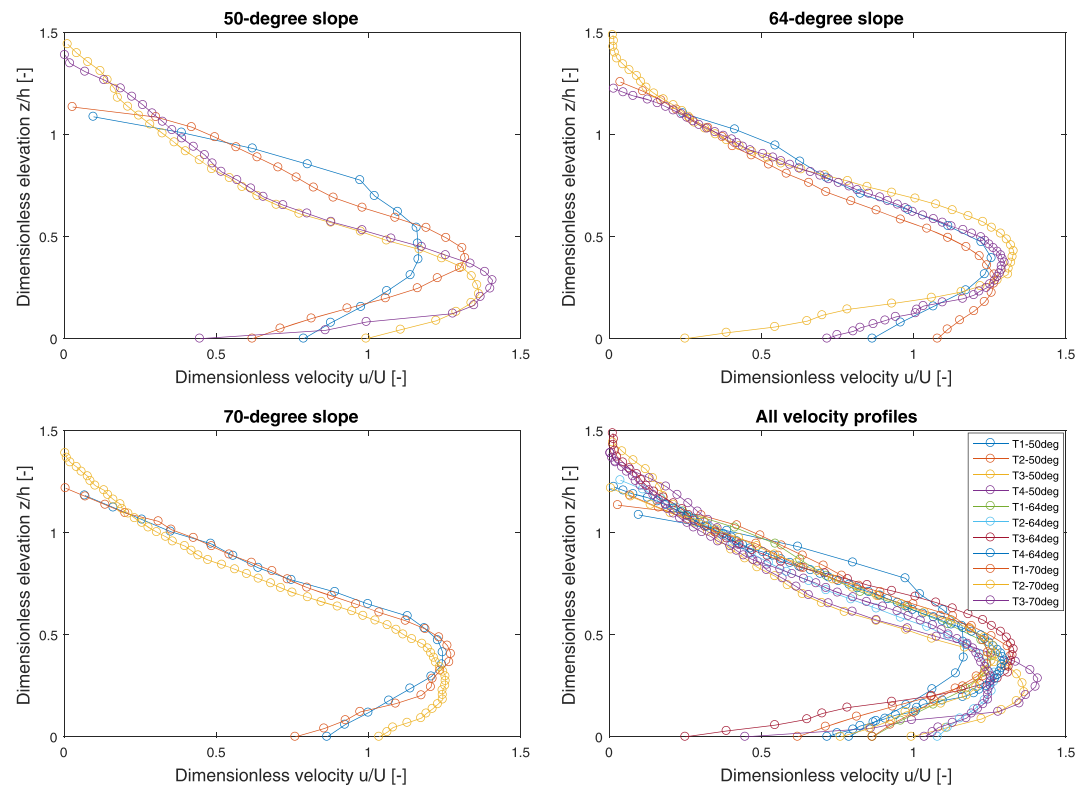 50-degree slope
Dimensionless elevation z/h [-]
1.5
1
0.5
0
0 0.5 1 1.5
Dimensionless velocity u/U [-]
64-degree slope
Dimensionless elevation z/h [-]
1.5
1
0.5
0
0 0.5 1 1.5
Dimensionless velocity u/U [-]
70-degree slope
Dimensionless elevation z/h [-]
1.5
1
0.5
0
0 0.5 1 1.5
Dimensionless velocity u/U [-]
All velocity profiles
Dimensionless elevation z/h [-]
1.5
1
0.5
0
0 0.5 1 1.5
Dimensionless velocity u/U [-]
T1-50deg
T2-50deg
T3-50deg
T4-50deg
T1-64deg
T2-64deg
T3-64deg
T4-64deg
T1-70deg
T2-70deg
T3-70deg